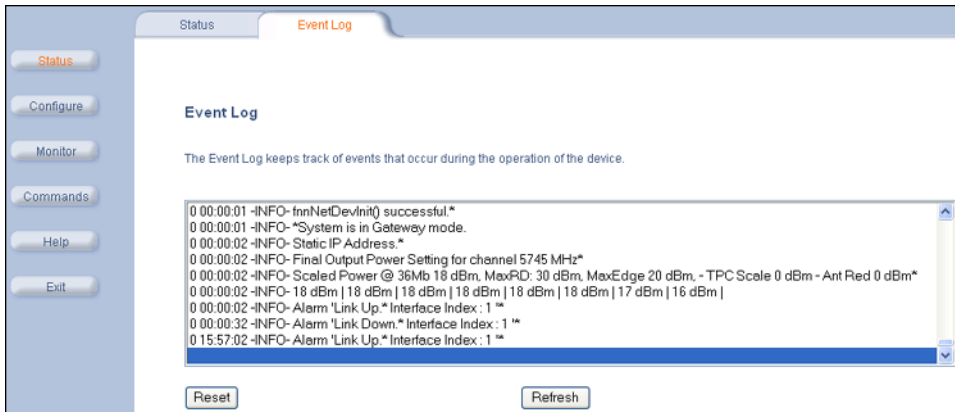 Status
Event Log
Status
Configure
Monitor
Commands
Help
Exit
Event Log
The Event Log keeps track of events that occur during the operation of the device.
0 00:00:01 -INFO- fnnNetDevInit() successful.*
0 00:00:01 -INFO- *System is in Gateway mode.
0 00:00:02 -INFO- Static IP Address.*
0 00:00:02 -INFO- Final Output Power Setting for channel 5745 MHz*
0 00:00:02 -INFO- Scaled Power @ 36Mb 18 dBm, MaxRD: 30 dBm, MaxEdge 20 dBm, - TPC Scale 0 dBm - Ant Red 0 dBm*
0 00:00:02 -INFO- 18 dBm | 18 dBm | 18 dBm | 18 dBm | 18 dBm | 18 dBm | 17 dBm | 16 dBm |
0 00:00:02 -INFO- Alarm 'Link Up.* Interface Index : 1 '*
0 00:00:32 -INFO- Alarm 'Link Down.* Interface Index : 1 '*
0 15:57:02 -INFO- Alarm 'Link Up.* Interface Index : 1 '*
Reset
Refresh